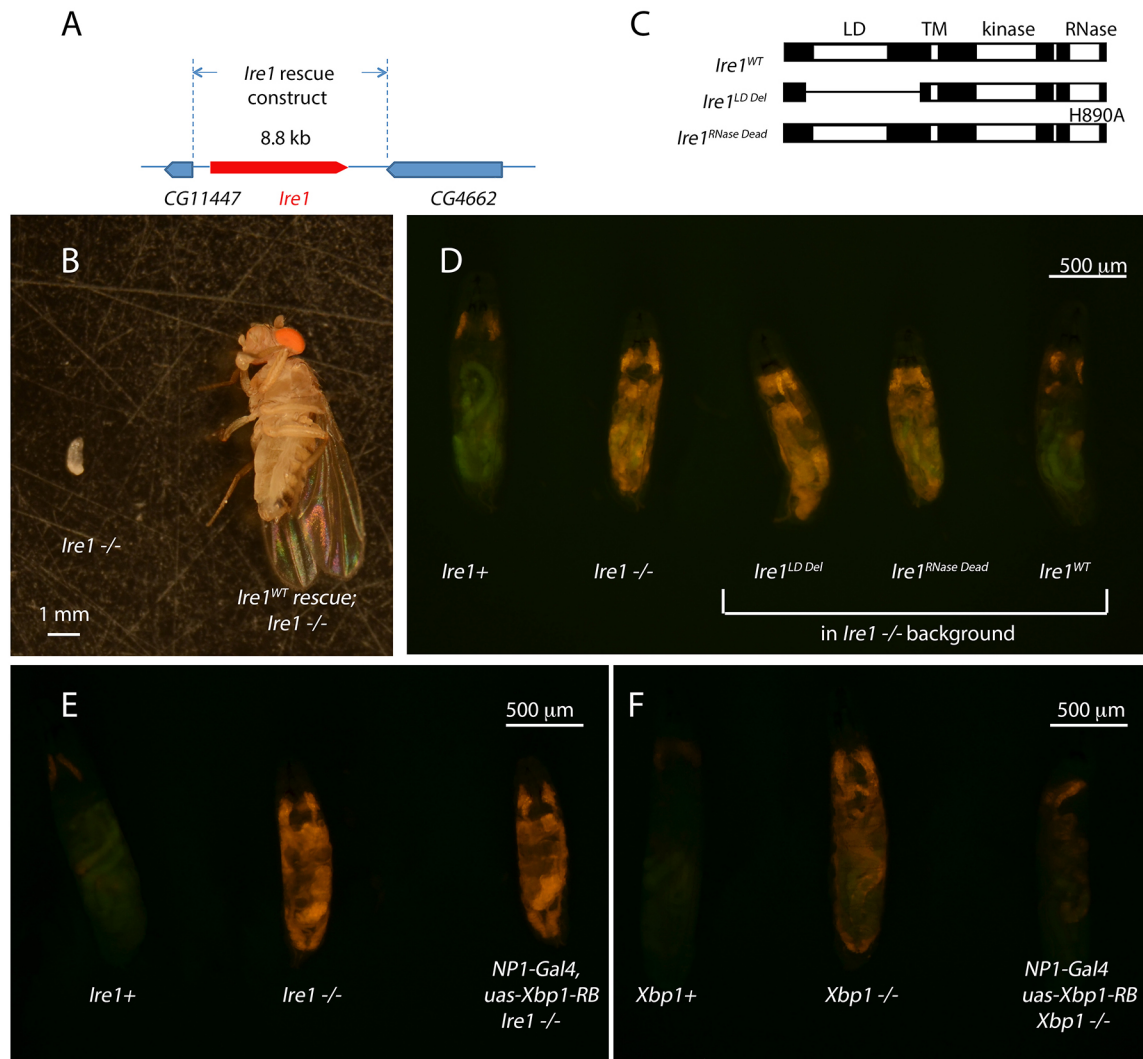 A
Ire1 rescue
construct
8.8 kb
CG11447
Ire1
CG4662
C
LD TM kinase RNase
Ire1WT
Ire1LD Del
H890A
Ire1RNase Dead
B
Ire1 -/-
Ire1WT rescue;
Ire1 -/-
1 mm
D
500 μm
Ire1+
Ire1 -/-
Ire1LD Del
Ire1RNase Dead
Ire1WT
in Ire1 -/- background
E
500 μm
Ire1+
Ire1 -/-
NP1-Gal4,
uas-Xbp1-RB
Ire1 -/-
F
500 μm
Xbp1+
Xbp1 -/-
NP1-Gal4
uas-Xbp1-RB
Xbp1 -/-